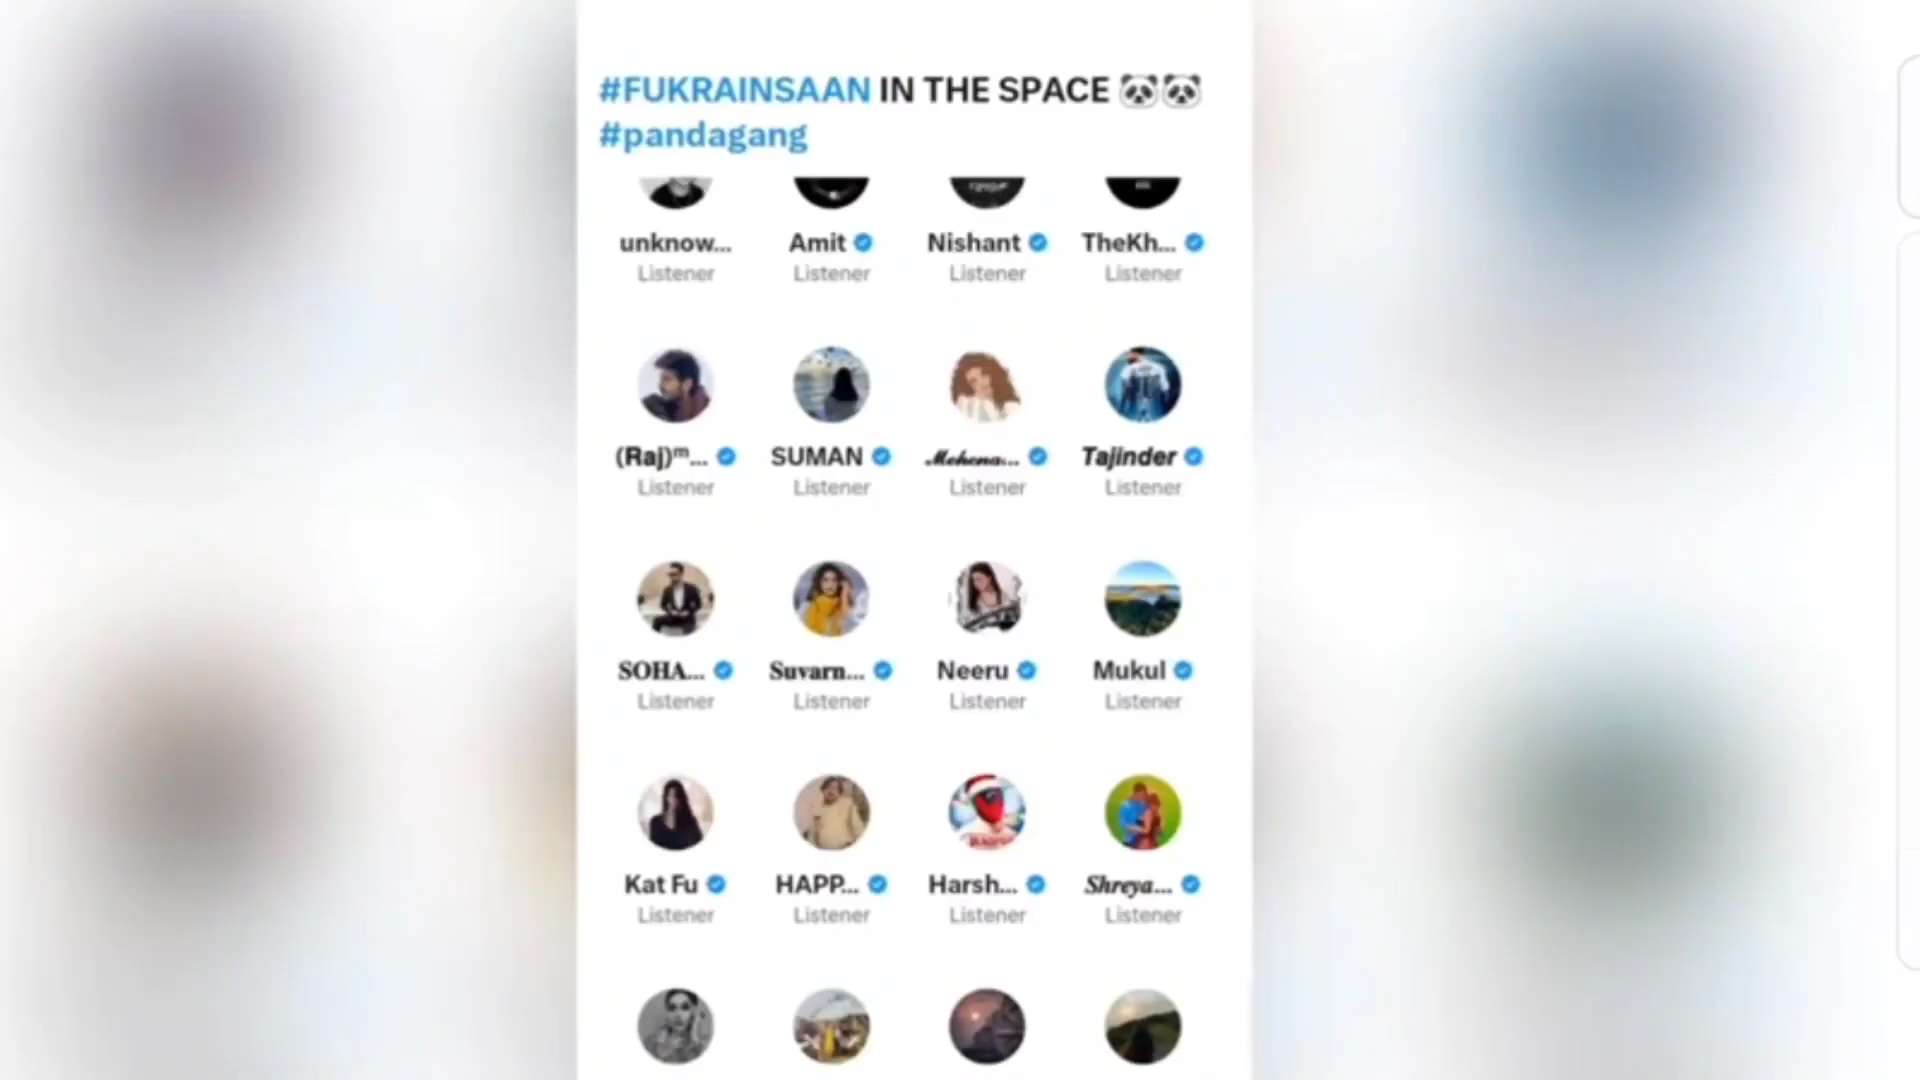 #FUKRAINSAAN IN THE SPACE 🐼🐼
#pandagang
unknow... Amit Nishant TheKh...
Listener Listener Listener Listener
(Raj)ᵐ... SUMAN 𝓜𝓮𝓱𝓮𝓷𝓪... Tajinder
Listener Listener Listener Listener
SOHA... Suvarn... Neeru Mukul
Listener Listener Listener Listener
Kat Fu HAPP... Harsh... Shreya...
Listener Listener Listener Listener